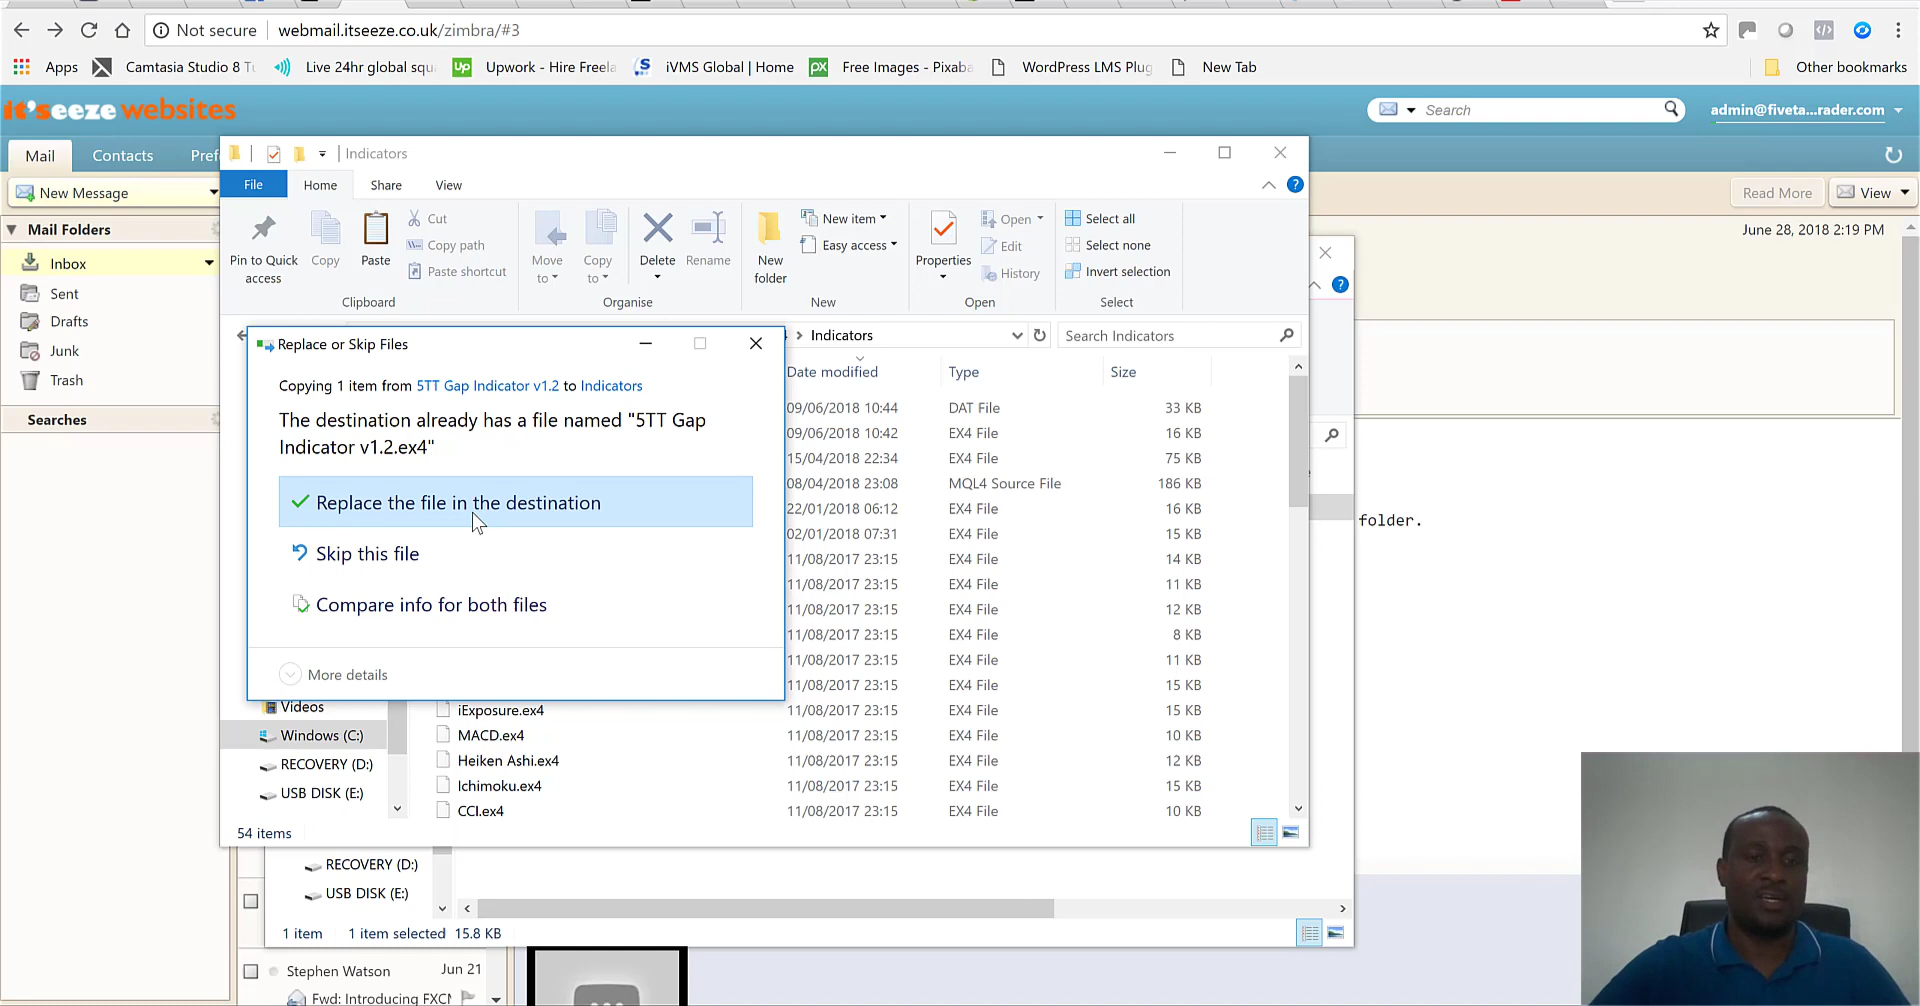 Not secure
webmail.itseeze.co.uk/zimbra/#3
Apps
Camtasia Studio 8 Tu
Live 24hr global squa
Up
Upwork - Hire Freela
S
iVMS Global | Home
px
Free Images - Pixaba
WordPress LMS Plug
New Tab
Other bookmarks
it'seeze websites
Search
admin@fiveta...rader.com
Mail
Contacts
Pref
New Message
Read More
View
Mail Folders
June 28, 2018 2:19 PM
Inbox
Sent
Drafts
Junk
Trash
Searches
Indicators
File
Home
Share
View
Pin to Quick access
Copy
Paste
Cut
Copy path
Paste shortcut
Clipboard
Move to
Copy to
Delete
Rename
Organise
New folder
New item
Easy access
New
Properties
Open
Edit
History
Open
Select all
Select none
Invert selection
Select
Indicators
Search Indicators
Replace or Skip Files
Copying 1 item from 5TT Gap Indicator v1.2 to Indicators
The destination already has a file named "5TT Gap
Indicator v1.2.ex4"
Replace the file in the destination
Skip this file
Compare info for both files
More details
Date modified Type Size
09/06/2018 10:44 DAT File 33 KB
09/06/2018 10:42 EX4 File 16 KB
15/04/2018 22:34 EX4 File 75 KB
08/04/2018 23:08 MQL4 Source File 186 KB
22/01/2018 06:12 EX4 File 16 KB
02/01/2018 07:31 EX4 File 15 KB
11/08/2017 23:15 EX4 File 14 KB
11/08/2017 23:15 EX4 File 11 KB
11/08/2017 23:15 EX4 File 12 KB
11/08/2017 23:15 EX4 File 8 KB
11/08/2017 23:15 EX4 File 11 KB
11/08/2017 23:15 EX4 File 15 KB
iExposure.ex4 11/08/2017 23:15 EX4 File 15 KB
MACD.ex4 11/08/2017 23:15 EX4 File 10 KB
Heiken Ashi.ex4 11/08/2017 23:15 EX4 File 12 KB
Ichimoku.ex4 11/08/2017 23:15 EX4 File 15 KB
CCI.ex4 11/08/2017 23:15 EX4 File 10 KB
Videos
Windows (C:)
RECOVERY (D:)
USB DISK (E:)
54 items
folder.
RECOVERY (D:)
USB DISK (E:)
1 item 1 item selected 15.8 KB
Stephen Watson Jun 21
Fwd: Introducing FXCM